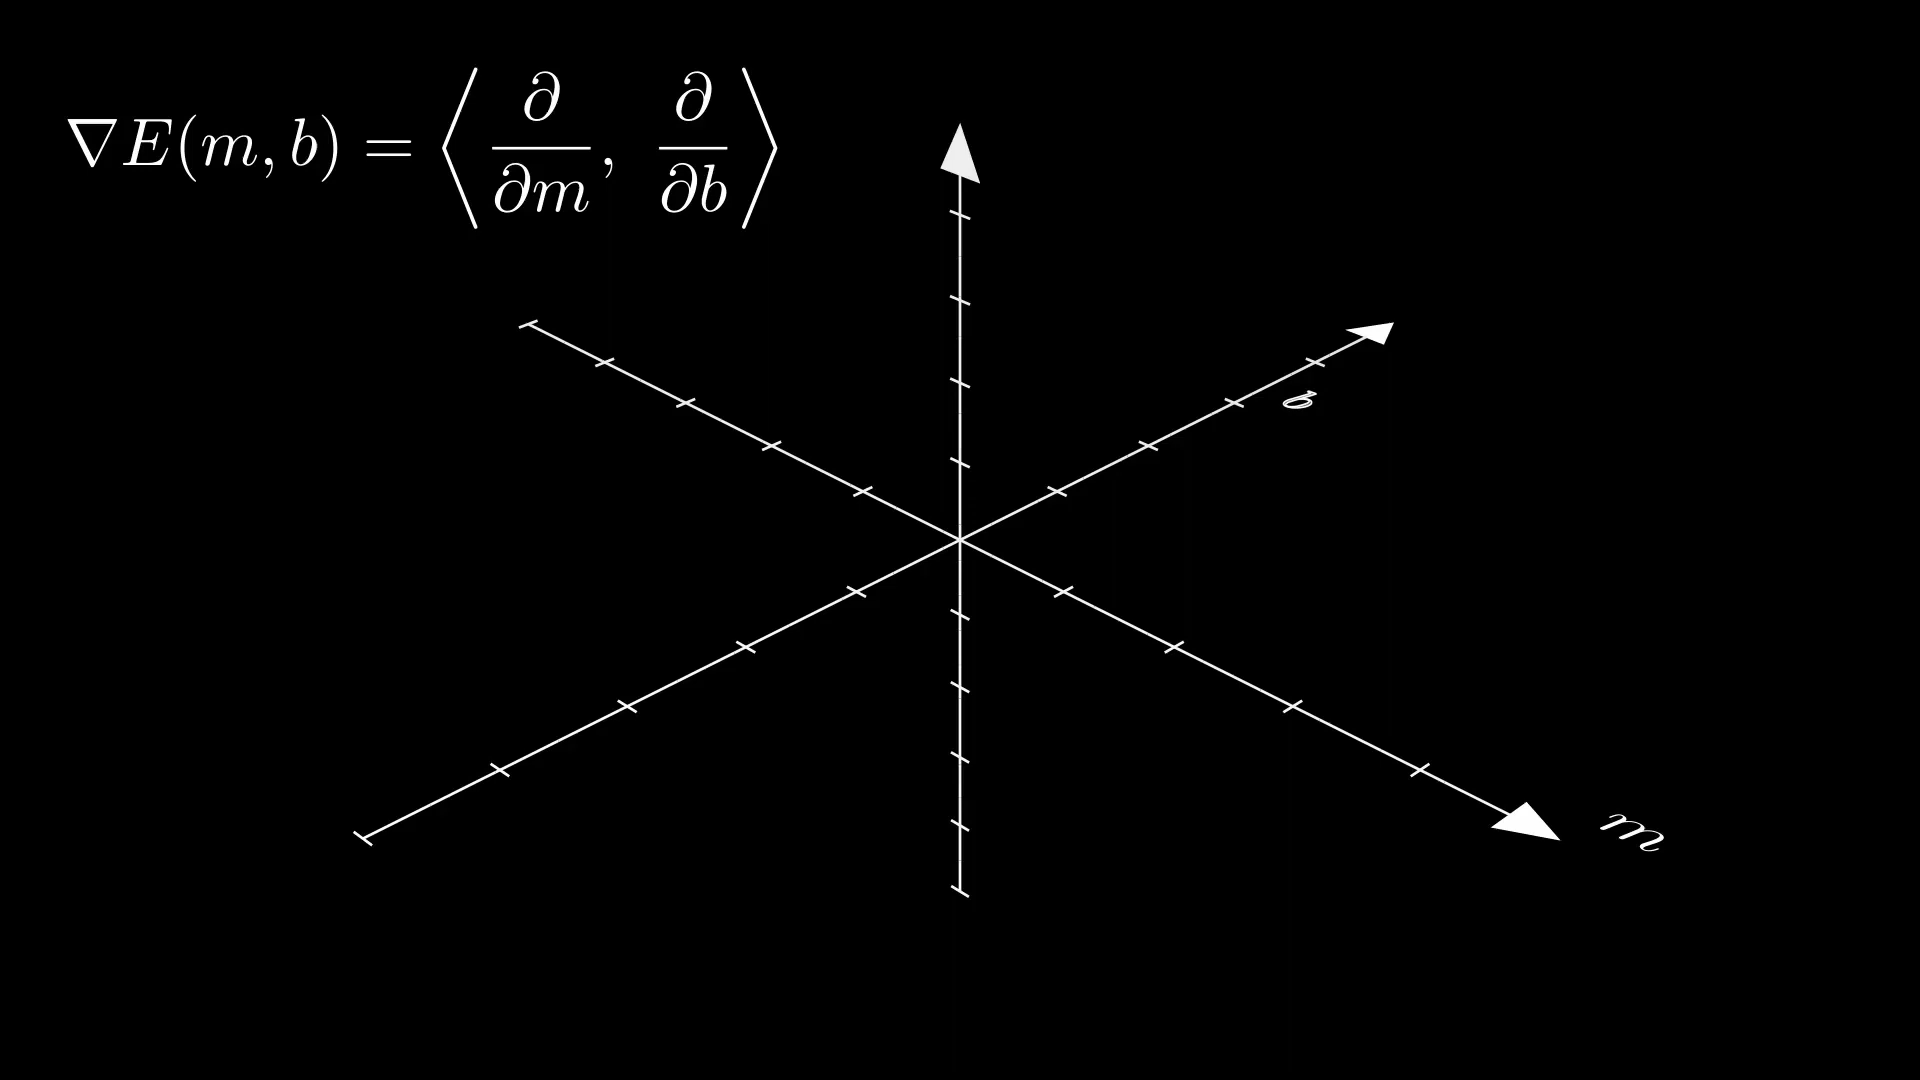 ∇E(m, b) = ⟨∂/∂m, ∂/∂b⟩
b
m